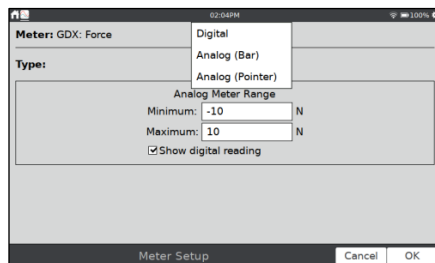 02:04PM 100%
Meter: GDX: Force
Digital
Analog (Bar)
Type:
Analog (Pointer)
Analog Meter Range
Minimum: -10 N
Maximum: 10 N
Show digital reading
Meter Setup Cancel OK